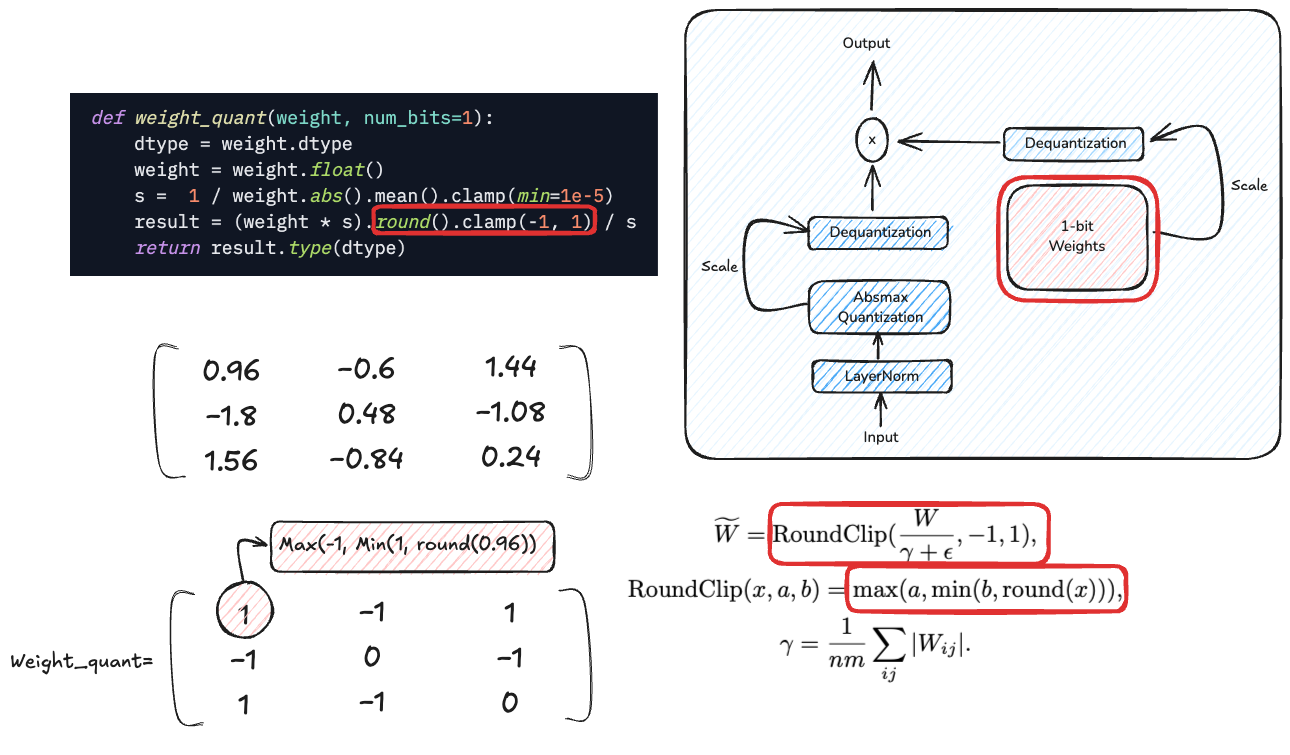 def weight_quant(weight, num_bits=1):
dtype = weight.dtype
weight = weight.float()
s =  1 / weight.abs().mean().clamp(min=1e-5)
result = (weight * s).round().clamp(-1, 1) / s
return result.type(dtype)
Output
x
Dequantization
Scale
1-bit
Weights
Dequantization
Scale
Absmax
Quantization
LayerNorm
Input
0.96 -0.6 1.44
-1.8 0.48 -1.08
1.56 -0.84 0.24
Max(-1, Min(1, round(0.96))
Weight_quant=
1 -1 1
-1 0 -1
1 -1 0
W̃ = RoundClip(W / (γ + ϵ), -1, 1),
RoundClip(x, a, b) = max(a, min(b, round(x))),
γ = 1/nm ∑ij |Wij|.